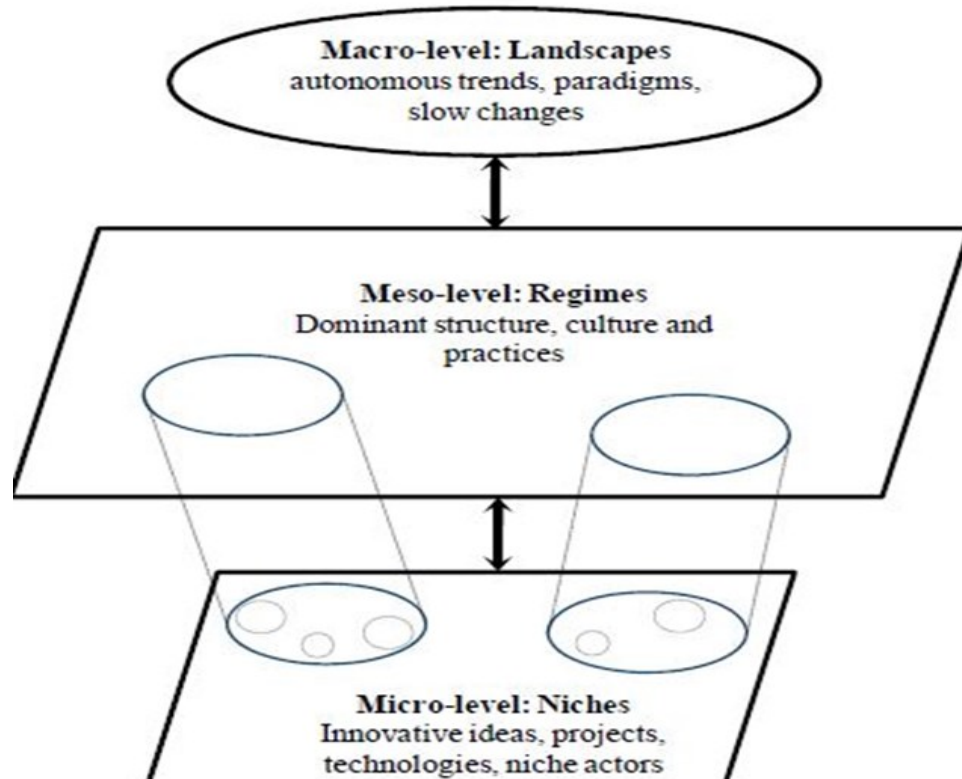 Macro-level: Landscapes
autonomous trends, paradigms,
slow changes
Meso-level: Regimes
Dominant structure, culture and
practices
Micro-level: Niches
Innovative ideas, projects,
technologies, niche actors